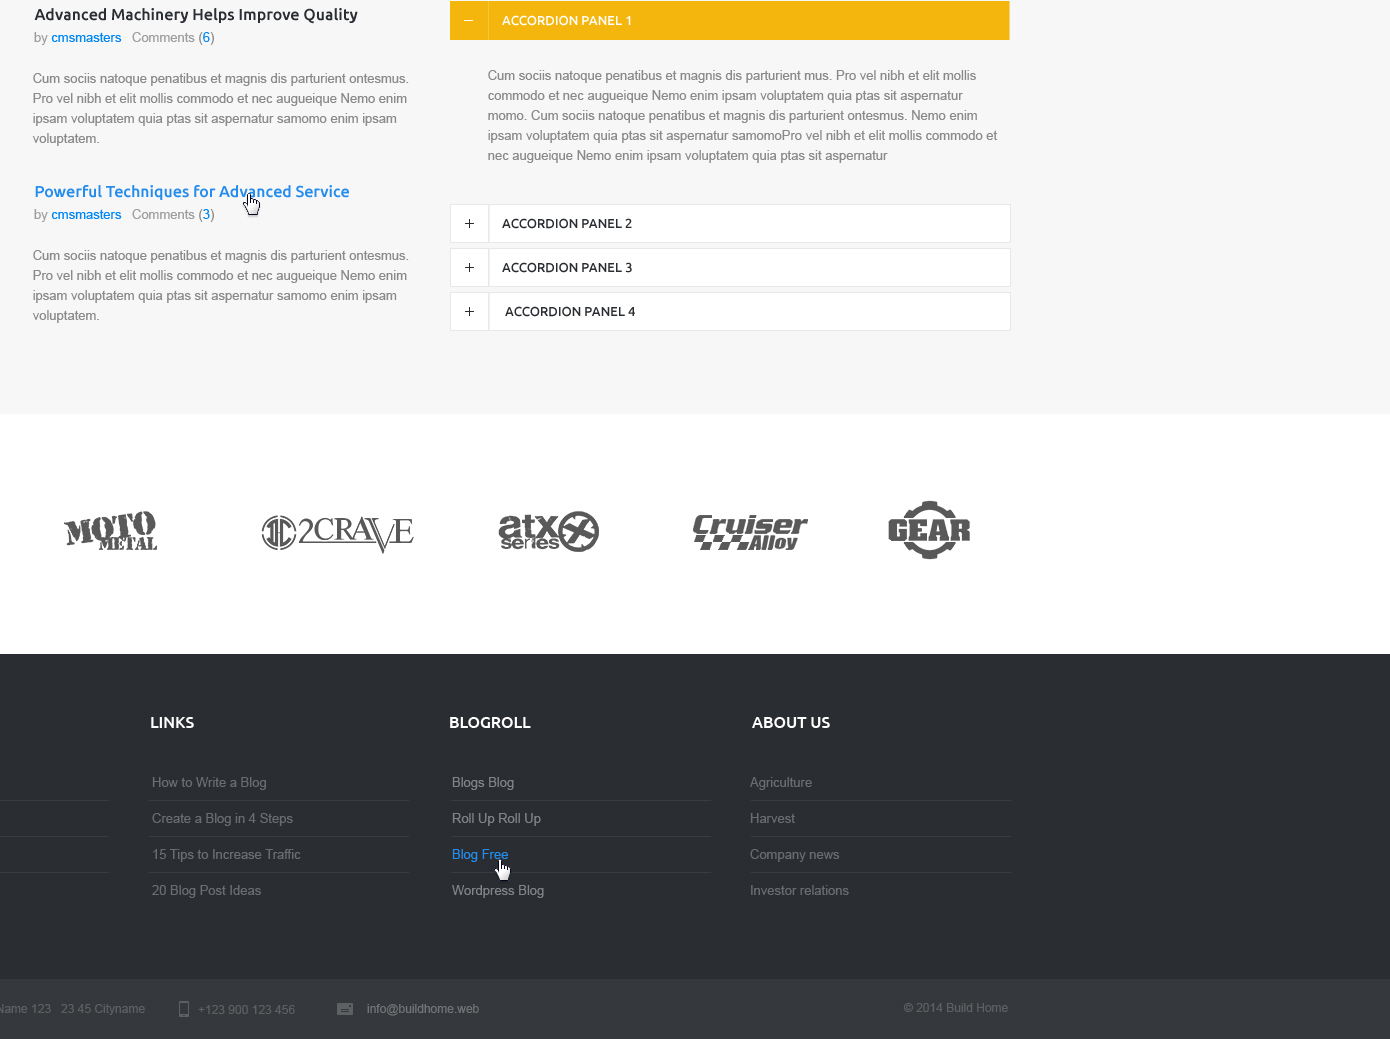 Advanced Machinery Helps Improve Quality
by cmsmasters Comments (6)
Cum sociis natoque penatibus et magnis dis parturient ontesmus.
Pro vel nibh et elit mollis commodo et nec augueique Nemo enim
ipsam voluptatem quia ptas sit aspernatur samomo enim ipsam
voluptatem.
Powerful Techniques for Advanced Service
by cmsmasters Comments (3)
Cum sociis natoque penatibus et magnis dis parturient ontesmus.
Pro vel nibh et elit mollis commodo et nec augueique Nemo enim
ipsam voluptatem quia ptas sit aspernatur samomo enim ipsam
voluptatem.
ACCORDION PANEL 1
Cum sociis natoque penatibus et magnis dis parturient mus. Pro vel nibh et elit mollis
commodo et nec augueique Nemo enim ipsam voluptatem quia ptas sit aspernatur
momo. Cum sociis natoque penatibus et magnis dis parturient ontesmus. Nemo enim
ipsam voluptatem quia ptas sit aspernatur samomoPro vel nibh et elit mollis commodo et
nec augueique Nemo enim ipsam voluptatem quia ptas sit aspernatur
ACCORDION PANEL 2
ACCORDION PANEL 3
ACCORDION PANEL 4
MOTO
METAL
2CRAVE
atx
series
Cruiser
Alloy
GEAR
LINKS
How to Write a Blog
Create a Blog in 4 Steps
15 Tips to Increase Traffic
20 Blog Post Ideas
BLOGROLL
Blogs Blog
Roll Up Roll Up
Blog Free
Wordpress Blog
ABOUT US
Agriculture
Harvest
Company news
Investor relations
Name 123 23 45 Cityname
+123 900 123 456
info@buildhome.web
© 2014 Build Home